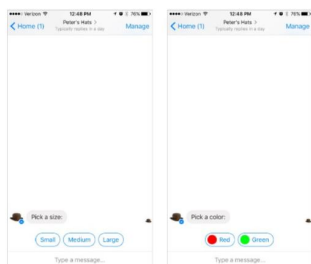 Verizon 12:48 PM 76%
Home (1) Peter's Hats Manage
Typically replies in a day
Pick a size:
Small Medium Large
Type a message...
Verizon 12:48 PM 76%
Home (1) Peter's Hats Manage
Typically replies in a day
Pick a color:
Red Green
Type a message...